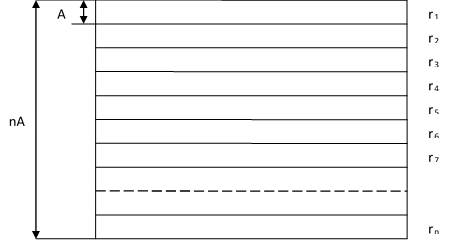 A
r₁
r₂
r₃
r₄
r₅
nA
r₆
r₇
rₙ